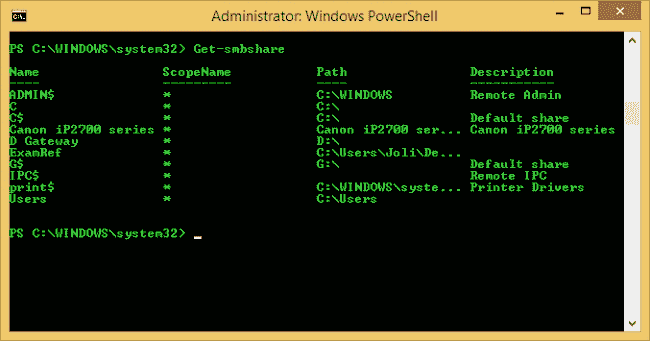 Administrator: Windows PowerShell
PS C:\WINDOWS\system32> Get-smbshare
Name ScopeName Path Description
---- --------- ---- -----------
ADMIN$ * C:\WINDOWS Remote Admin
C * C:\
C$ * C:\ Default share
Canon iP2700 series * Canon iP2700 ser... Canon iP2700 series
D Gateway * D:\
ExamRef * C:\Users\Joli\De...
G$ * G:\ Default share
IPC$ * Remote IPC
print$ * C:\WINDOWS\syste... Printer Drivers
Users * C:\Users
PS C:\WINDOWS\system32> _